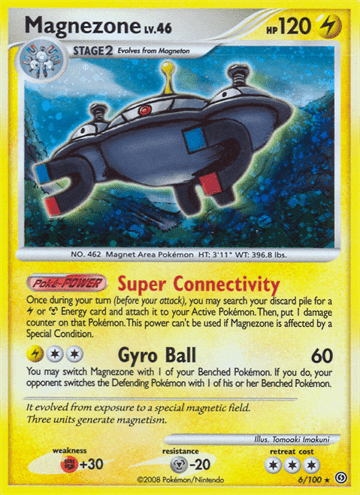 Magnezone LV.46 HP 120
STAGE2 Evolves from Magneton
NO. 462 Magnet Area Pokémon HT: 3'11" WT: 396.8 lbs.
Poké-POWER Super Connectivity
Once during your turn (before your attack), you may search your discard pile for a
or Energy card and attach it to your Active Pokémon. Then, put 1 damage
counter on that Pokémon. This power can't be used if Magnezone is affected by a
Special Condition.
Gyro Ball 60
You may switch Magnezone with 1 of your Benched Pokémon. If you do, your
opponent switches the Defending Pokémon with 1 of his or her Benched Pokémon.
It evolved from exposure to a special magnetic field.
Three units generate magnetism.
Illus. Tomoaki Imakuni
weakness resistance retreat cost
+30 -20
©2008 Pokémon/Nintendo 6/100